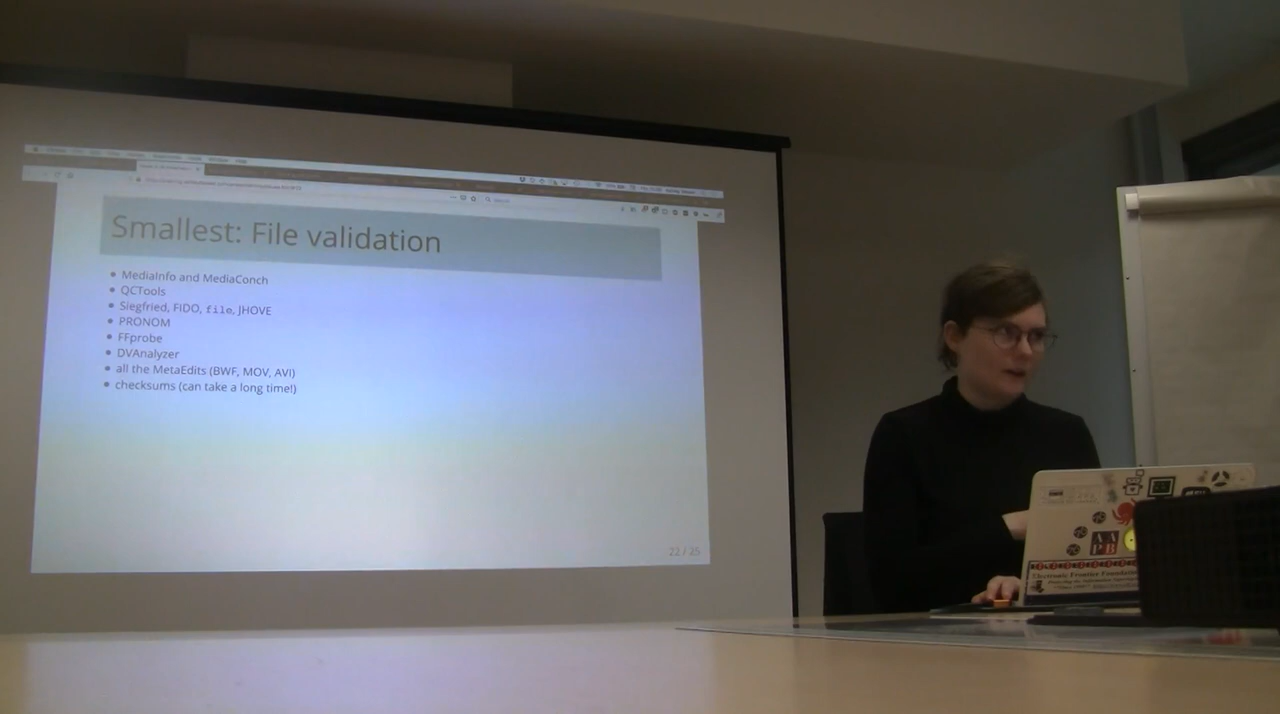 Smallest: File validation
MediaInfo and MediaConch
QCTools
Siegfried, FIDO, file, JHOVE
PRONOM
FFprobe
DVAnalyzer
all the MetaEdits (BWF, MOV, AVI)
checksums (can take a long time!)
22 / 25
A A
P B
Electronic Frontier Foundation